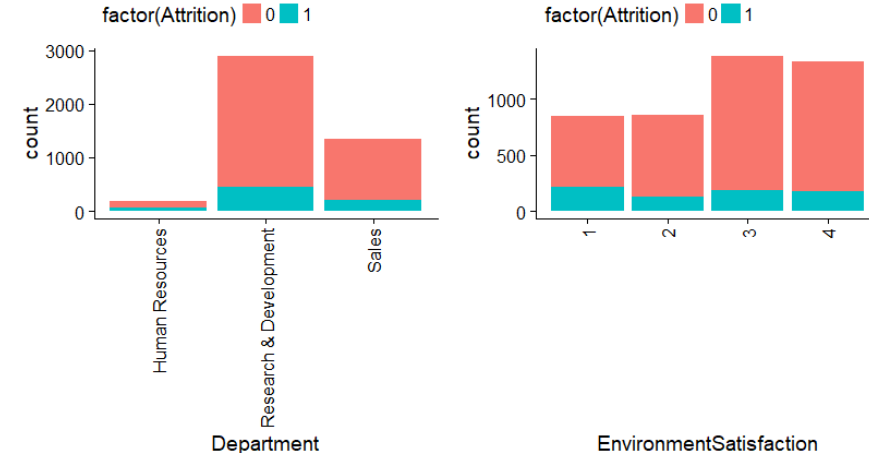 factor(Attrition) 0 1
3000
2000
1000
0
count
Human Resources
Research & Development
Sales
Department
factor(Attrition) 0 1
1000
500
0
count
1
2
3
4
EnvironmentSatisfaction